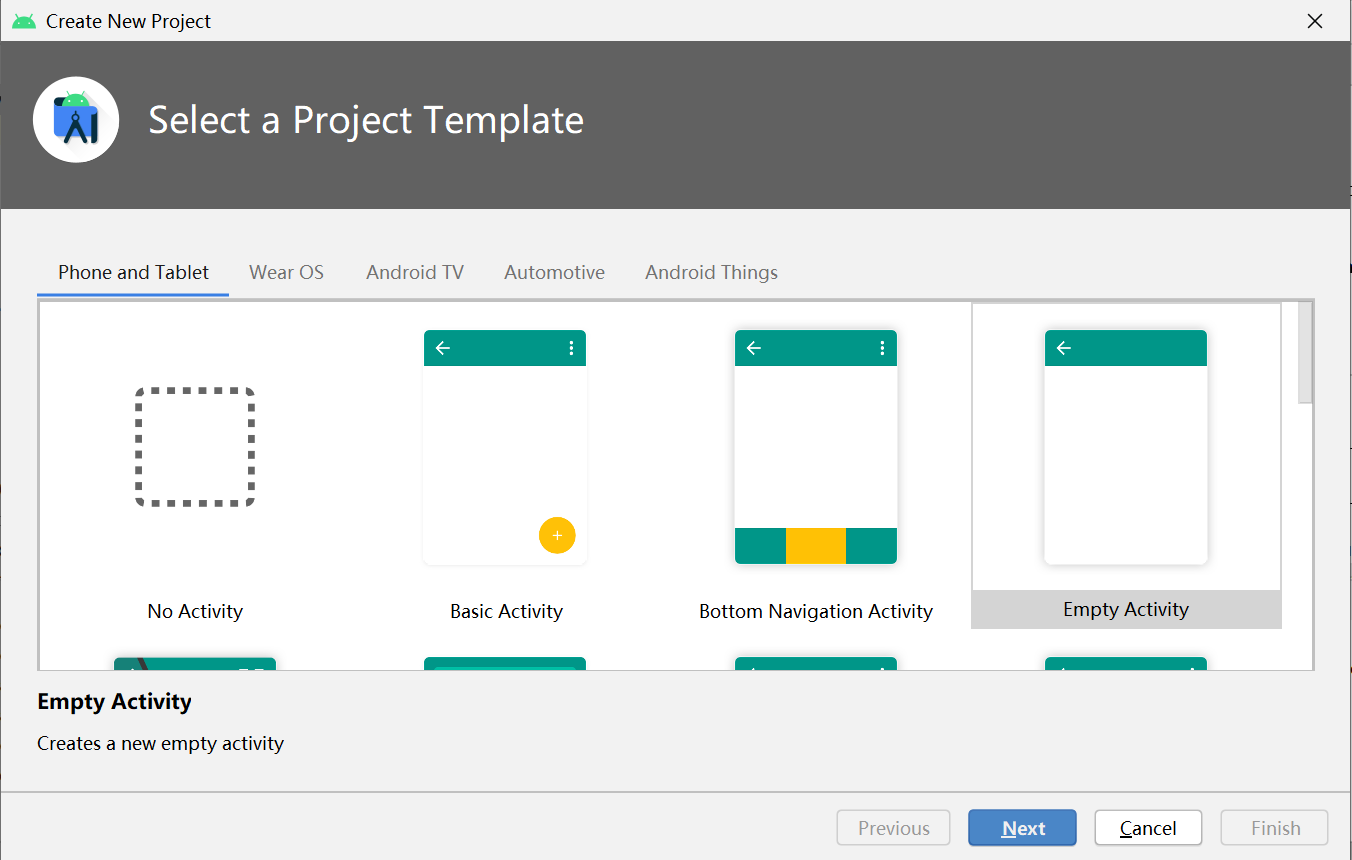 Create New Project
Select a Project Template
Phone and Tablet Wear OS Android TV Automotive Android Things
No Activity Basic Activity Bottom Navigation Activity Empty Activity
Empty Activity
Creates a new empty activity
Previous Next Cancel Finish